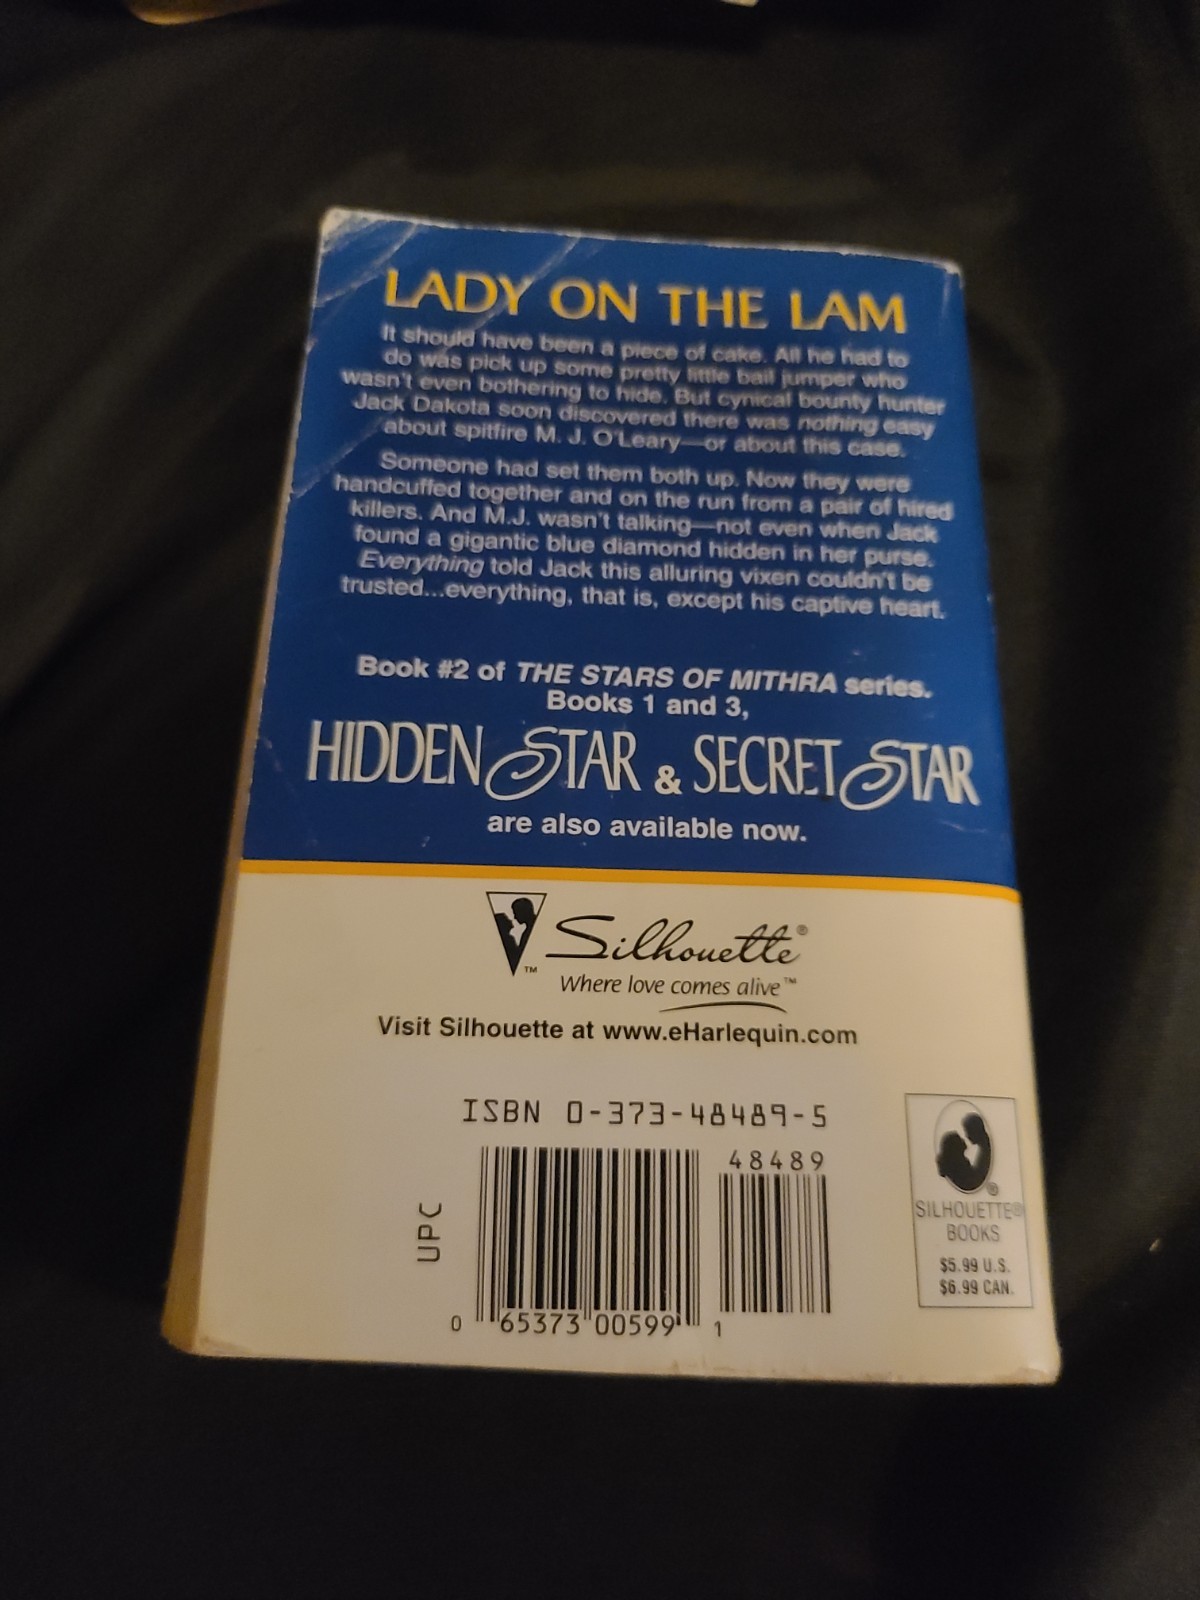 LADY ON THE LAM
It should have been a piece of cake. All he had to
do was pick up some pretty little bail jumper who
wasn't even bothering to hide. But cynical bounty hunter
Jack Dakota soon discovered there was nothing easy
about spitfire M. J. O'Leary—or about this case.
Someone had set them both up. Now they were
handcuffed together and on the run from a pair of hired
killers. And M.J. wasn't talking—not even when Jack
found a gigantic blue diamond hidden in her purse.
Everything told Jack this alluring vixen couldn't be
trusted...everything, that is, except his captive heart.
Book #2 of THE STARS OF MITHRA series.
Books 1 and 3,
HIDDEN STAR & SECRET STAR
are also available now.
™ Silhouette®
Where love comes alive™
Visit Silhouette at www.eHarlequin.com
ISBN 0-373-48489-5
48489
UPC
0 65373 00599 1
®
SILHOUETTE®
BOOKS
$5.99 U.S.
$6.99 CAN.